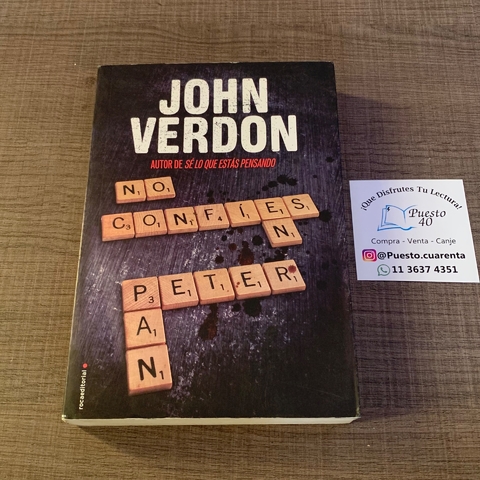 JOHN
VERDON
AUTOR DE SÉ LO QUE ESTÁS PENSANDO
NO
CONFÍES
EN
PETER
PAN
rocaeditorial
¡Que Disfrutes Tu Lectura!
Puesto
40
Compra - Venta - Canje
@Puesto.cuarenta
11 3637 4351